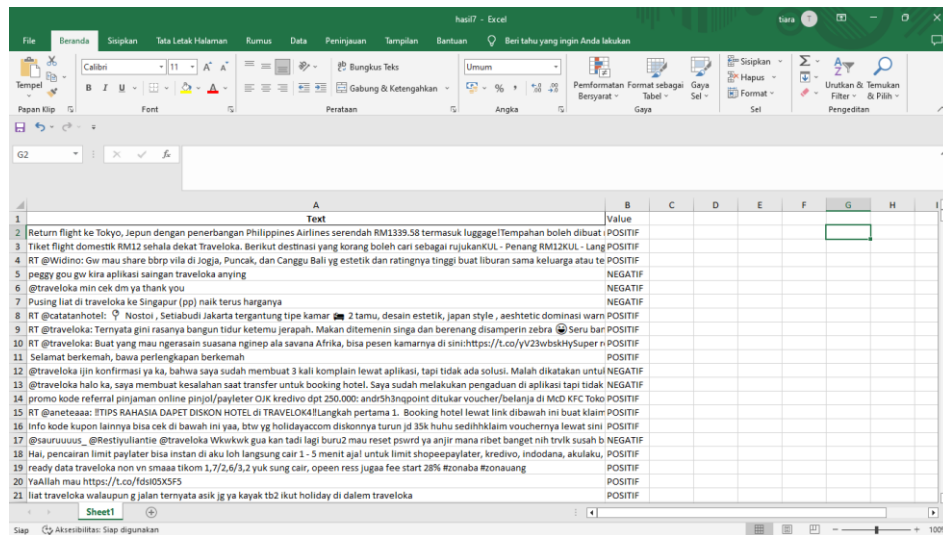 hasil7 - Excel
tiara T
File Beranda Sisipkan Tata Letak Halaman Rumus Data Peninjauan Tampilan Bantuan Beri tahu yang ingin Anda lakukan
Tempel
Calibri 11
B I U
Bungkus Teks
Gabung & Ketengahkan
Umum
% ,
Pemformatan Bersyarat
Format sebagai Tabel
Gaya Sel
Sisipkan
Hapus
Format
Urutkan & Filter
Temukan & Pilih
Papan Klip Font Perataan Angka Gaya Sel Pengeditan
G2 fx
A B C D E F G H I
1 Text Value
2 Return flight ke Tokyo, Jepun dengan penerbangan Philippines Airlines serendah RM1339.58 termasuk luggage!Tempahan boleh dibuat POSITIF
3 Tiket flight domestik RM12 sehala dekat Traveloka. Berikut destinasi yang korang boleh cari sebagai rujukanKUL - Penang RM12KUL - Lang POSITIF
4 RT @Widino: Gw mau share bbrp vila di Jogja, Puncak, dan Canggu Bali yg estetik dan ratingnya tinggi buat liburan sama keluarga atau te POSITIF
5 peggy gou gw kira aplikasi saingan traveloka anying NEGATIF
6 @traveloka min cek dm ya thank you NEGATIF
7 Pusing liat di traveloka ke Singapur (pp) naik terus harganya NEGATIF
8 RT @catatanhotel: 📍 Nostoi , Setiabudi Jakarta tergantung tipe kamar 🛌 2 tamu, desain estetik, japan style , aeshtetic dominasi warn POSITIF
9 RT @traveloka: Ternyata gini rasanya bangun tidur ketemu jerapah. Makan ditemenin singa dan berenang disamperin zebra 😀 Seru bar POSITIF
10 RT @traveloka: Buat yang mau ngerasain suasana nginep ala savana Afrika, bisa pesen kamarnya di sini:https://t.co/yV23wbskHySuper r POSITIF
11 Selamat berkemah, bawa perlengkapan berkemah POSITIF
12 @traveloka ijin konfirmasi ya ka, bahwa saya sudah membuat 3 kali komplain lewat aplikasi, tapi tidak ada solusi. Malah dikatakan untul NEGATIF
13 @traveloka halo ka, saya membuat kesalahan saat transfer untuk booking hotel. Saya sudah melakukan pengaduan di aplikasi tapi tidak NEGATIF
14 promo kode referral pinjaman online pinjol/payleter OJK kredivo dpt 250.000: andr5h3nqpoint ditukar voucher/belanja di McD KFC Toko POSITIF
15 RT @aneteaaa: ‼TIPS RAHASIA DAPET DISKON HOTEL di TRAVELOK4‼Langkah pertama 1. Booking hotel lewat link dibawah ini buat klaim POSITIF
16 Info kode kupon lainnya bisa cek di bawah ini yaa, btw yg holidayaccom diskonnya turun jd 35k huhu sedihhklaim vouchernya lewat sini POSITIF
17 @sauruuuus_ @Restiyuliantie @traveloka Wkwkwk gua kan tadi lagi buru2 mau reset pswrd ya anjir mana ribet banget nih trvlk susah b NEGATIF
18 Hai, pencairan limit paylater bisa instan di aku loh langsung cair 1 - 5 menit aja! untuk limit shopeepaylater, kredivo, indodana, akulaku, POSITIF
19 ready data traveloka non vn smaaa tikom 1,7/2,6/3,2 yuk sung cair, opeen ress jugaa fee start 28% #zonaba #zonauang POSITIF
20 YaAllah mau https://t.co/fdsI05X5F5 POSITIF
21 liat traveloka walaupun g jalan ternyata asik jg ya kayak tb2 ikut holiday di dalem traveloka POSITIF
Sheet1
Siap Aksesibilitas: Siap digunakan 100%